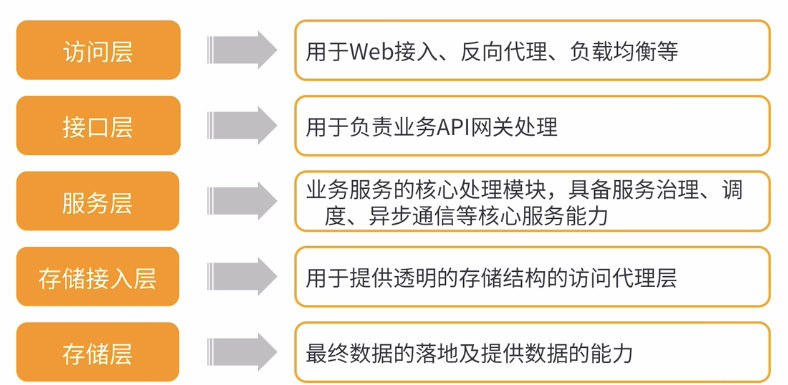 访问层
用于Web接入、反向代理、负载均衡等
接口层
用于负责业务API网关处理
服务层
业务服务的核心处理模块，具备服务治理、调
度、异步通信等核心服务能力
存储接入层
用于提供透明的存储结构的访问代理层
存储层
最终数据的落地及提供数据的能力